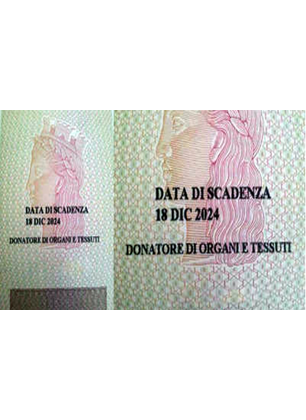 DATA DI SCADENZA
18 DIC 2024
DONATORE DI ORGANI E TESSUTI
DATA DI SCADENZA
18 DIC 2024
DONATORE DI ORGANI E TESSUTI